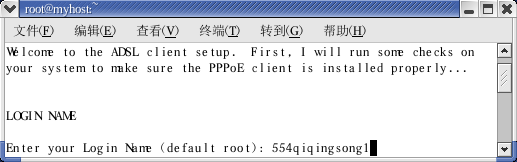 root@myhost:~
文件(F) 编辑(E) 查看(V) 终端(T) 转到(G) 帮助(H)
Welcome to the ADSL client setup. First, I will run some checks on
your system to make sure the PPPoE client is installed properly...
LOGIN NAME
Enter your Login Name (default root): 554qiqingsong1